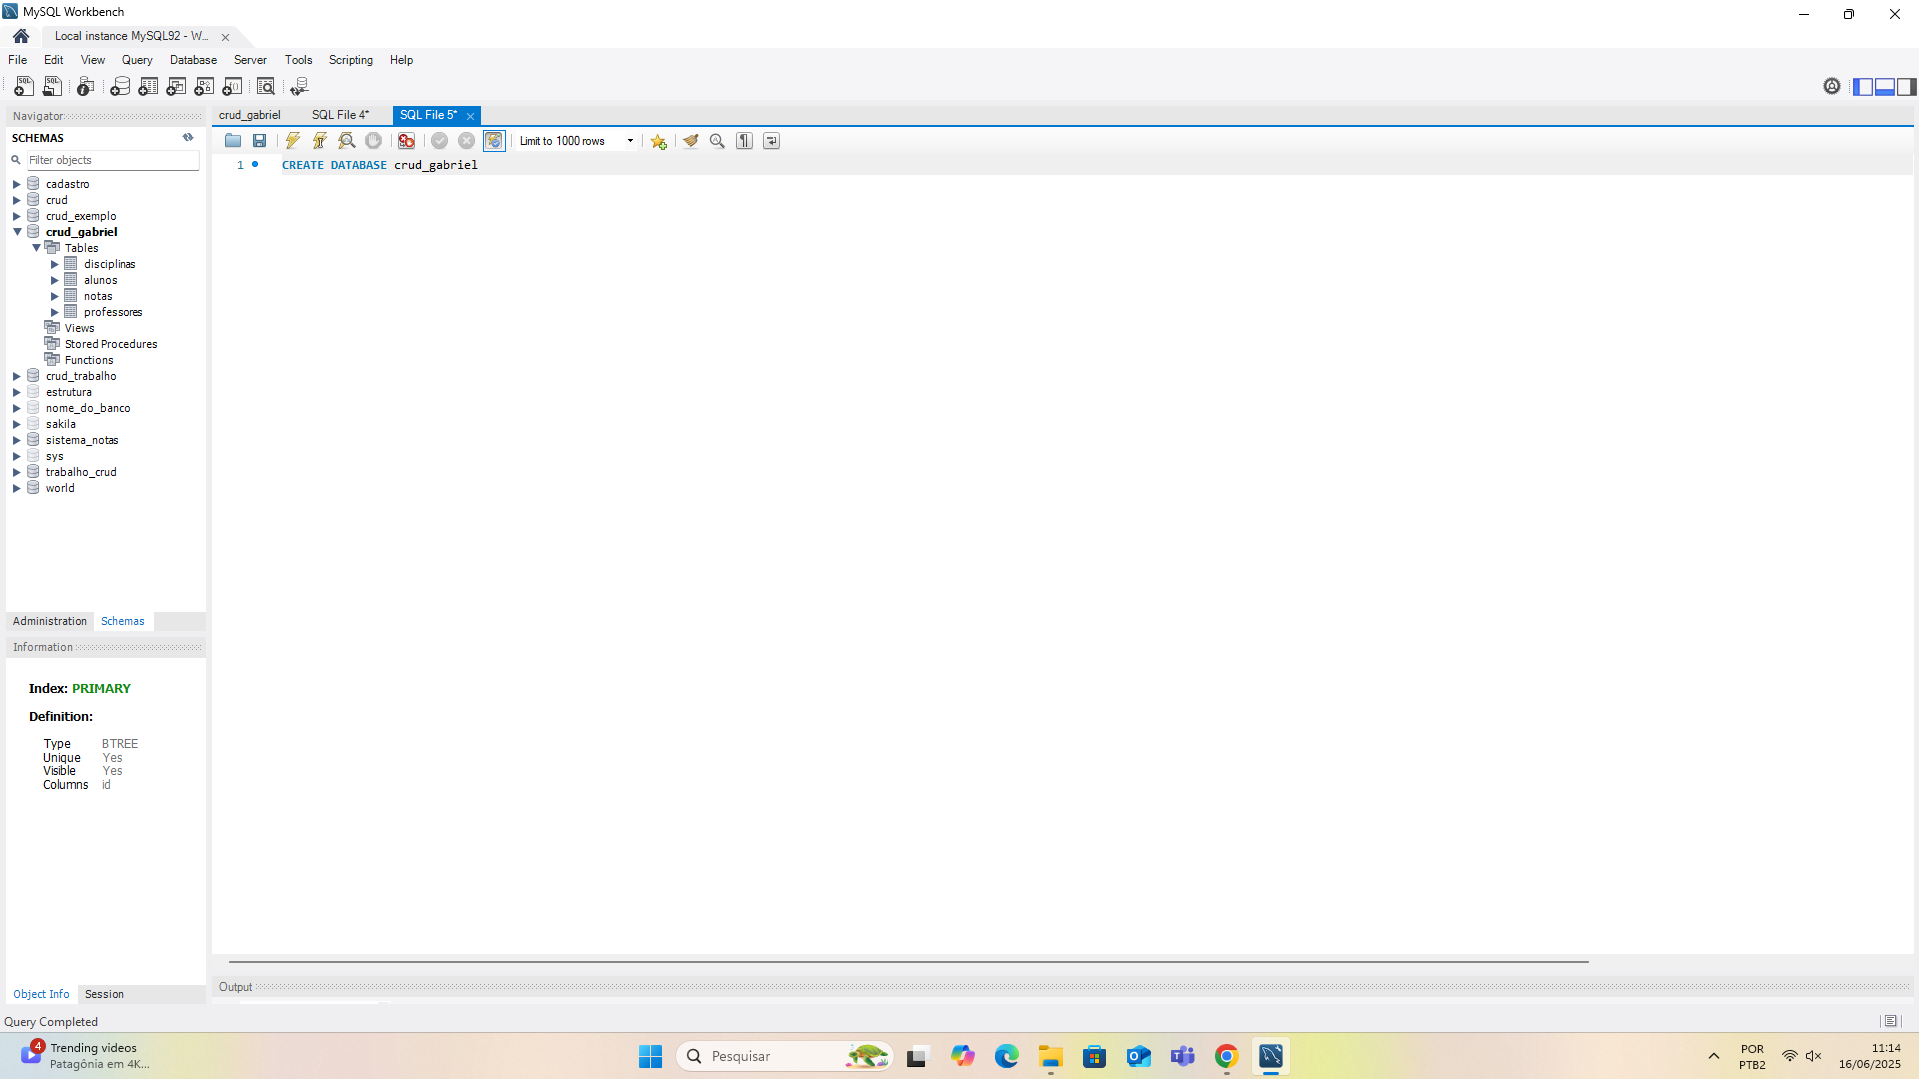 MySQL Workbench
Local instance MySQL92 - W...
File Edit View Query Database Server Tools Scripting Help
Navigator
SCHEMAS
Filter objects
cadastro
crud
crud_exemplo
crud_gabriel
Tables
disciplinas
alunos
notas
professores
Views
Stored Procedures
Functions
crud_trabalho
estrutura
nome_do_banco
sakila
sistema_notas
sys
trabalho_crud
world
Administration Schemas
Information
Index: PRIMARY
Definition:
Type BTREE
Unique Yes
Visible Yes
Columns id
Object Info Session
crud_gabriel SQL File 4* SQL File 5*
Limit to 1000 rows
1 CREATE DATABASE crud_gabriel
Output
Query Completed
4
Trending videos
Patagônia em 4K...
Pesquisar
POR
PTB2
11:14
16/06/2025